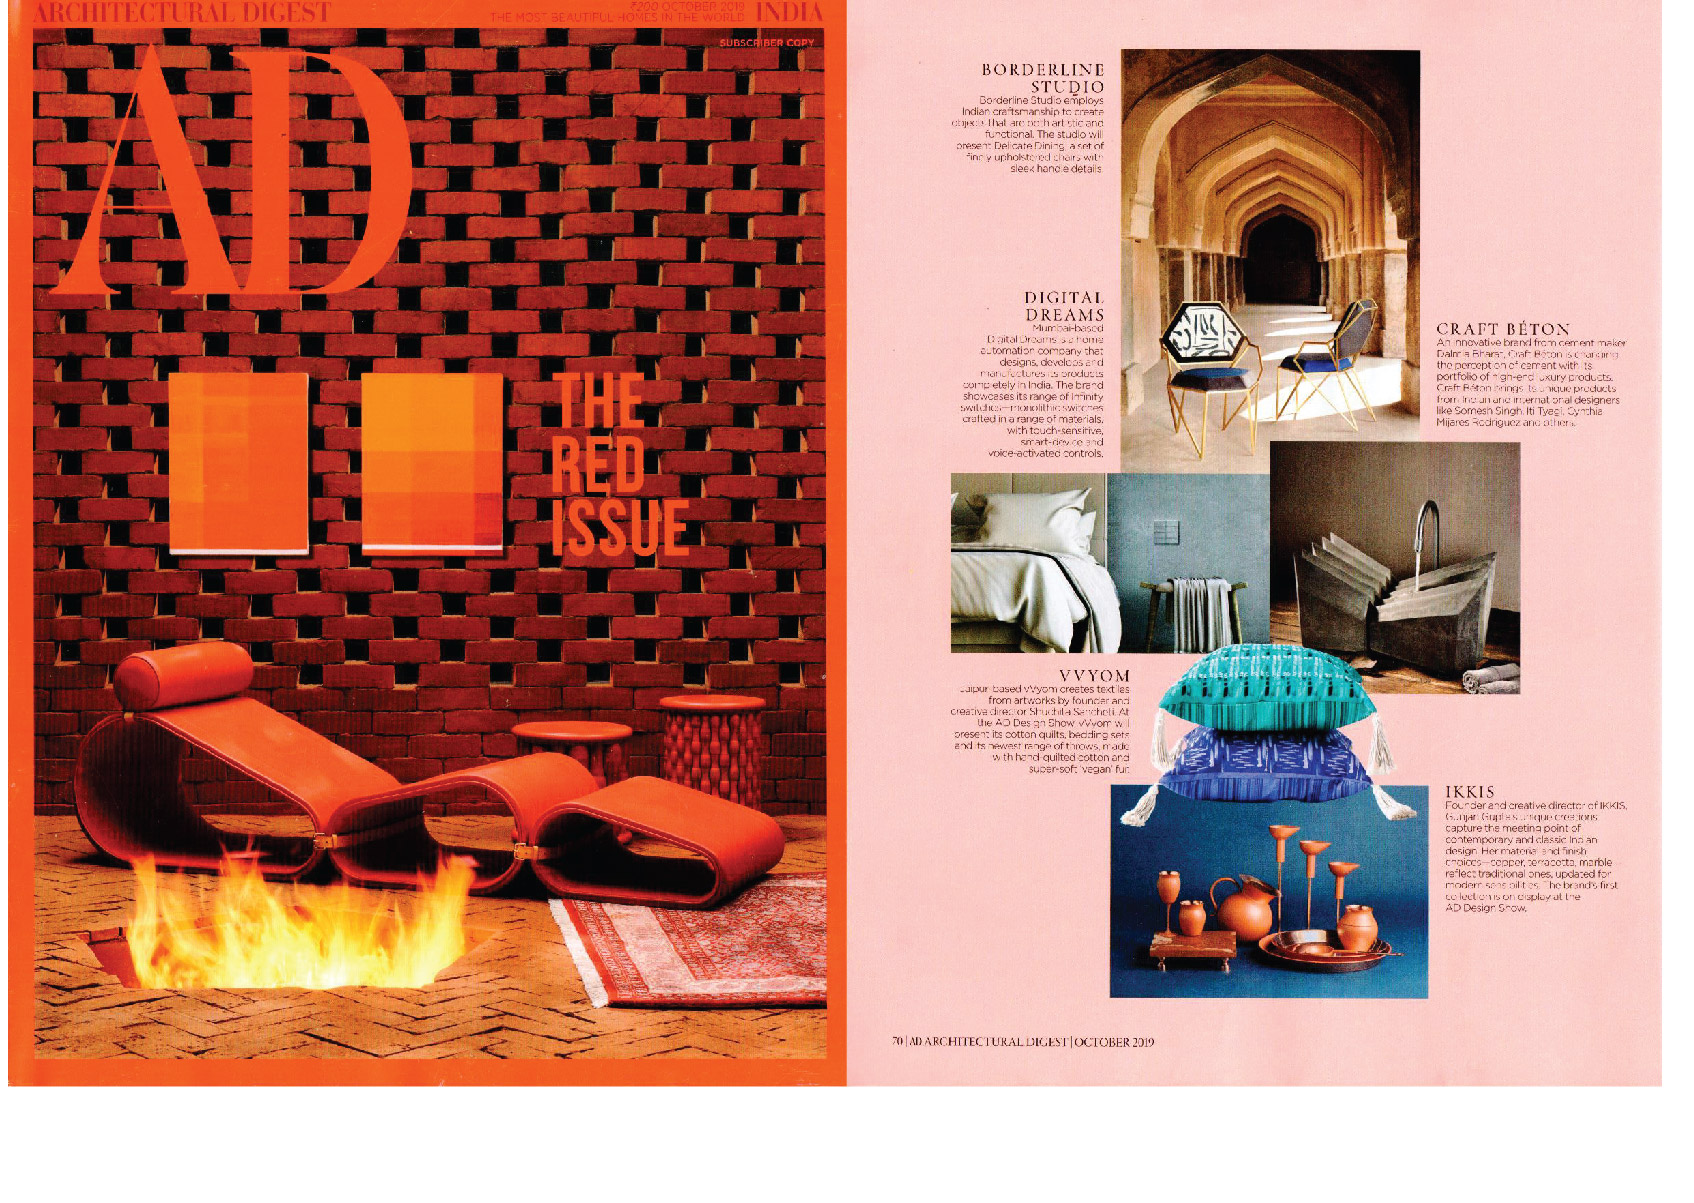 ARCHITECTURAL DIGEST
₹200 OCTOBER 2019
THE MOST BEAUTIFUL HOMES IN THE WORLD
INDIA
SUBSCRIBER COPY
AD
THE
RED
ISSUE
BORDERLINE
STUDIO
Borderline Studio employs
Indian craftsmanship to create
objects that are both artistic and
functional. The studio will
present Delicate Dining, a set of
finely upholstered chairs with
sleek handle details.
DIGITAL
DREAMS
Mumbai-based
Digital Dreams is a home
automation company that
designs, develops and
manufactures its products
completely in India. The brand
showcases its range of Infinity
switches—monolithic switches
crafted in a range of materials,
with touch-sensitive,
smart-device and
voice-activated controls.
CRAFT BÉTON
An innovative brand from cement maker
Dalmia Bharat, Craft Béton is changing
the perception of cement with its
portfolio of high-end luxury products.
Craft Béton brings its unique products
from Indian and international designers
like Somesh Singh, Iti Tyagi, Cynthia
Mijares Rodriguez and others.
VVYOM
Jaipur-based vVyom creates textiles
from artworks by founder and
creative director Shuchita Sancheti. At
the AD Design Show, vVyom will
present its cotton quilts, bedding sets
and its newest range of throws, made
with hand-quilted cotton and
super-soft 'vegan' fur.
IKKIS
Founder and creative director of IKKIS,
Gunjan Gupta's unique creations
capture the meeting point of
contemporary and classic Indian
design. Her material and finish
choices—copper, terracotta, marble—
reflect traditional ones, updated for
modern sensibilities. The brand's first
collection is on display at the
AD Design Show.
70 | AD ARCHITECTURAL DIGEST | OCTOBER 2019